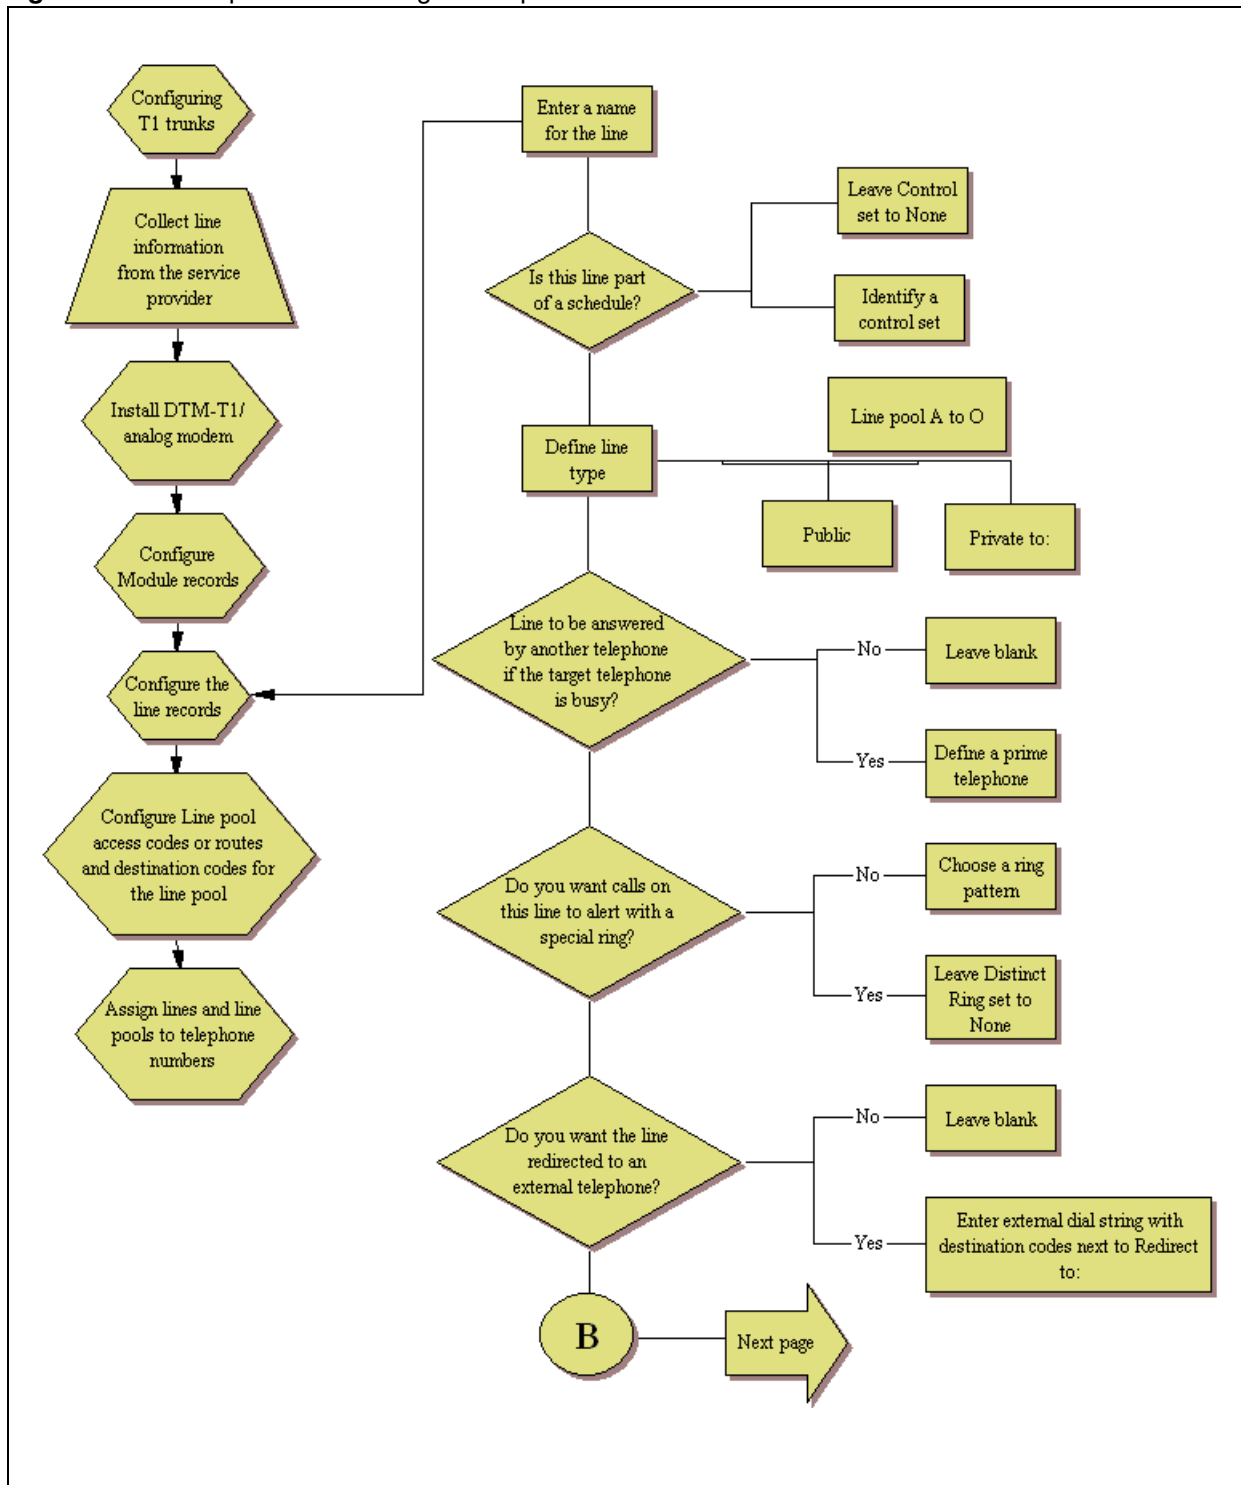 Configuring
T1 trunks
Collect line
information
from the service
provider
Install DTM-T1/
analog modem
Configure
Module records
Configure the
line records
Configure Line pool
access codes or routes
and destination codes for
the line pool
Assign lines and line
pools to telephone
numbers
Enter a name
for the line
Is this line part
of a schedule?
Leave Control
set to None
Identify a
control set
Define line
type
Line pool A to O
Public
Private to:
Line to be answered
by another telephone
if the target telephone
is busy?
No
Leave blank
Yes
Define a prime
telephone
Do you want calls on
this line to alert with a
special ring?
No
Choose a ring
pattern
Yes
Leave Distinct
Ring set to
None
Do you want the line
redirected to an
external telephone?
No
Leave blank
Yes
Enter external dial string with
destination codes next to Redirect
to:
B
Next page